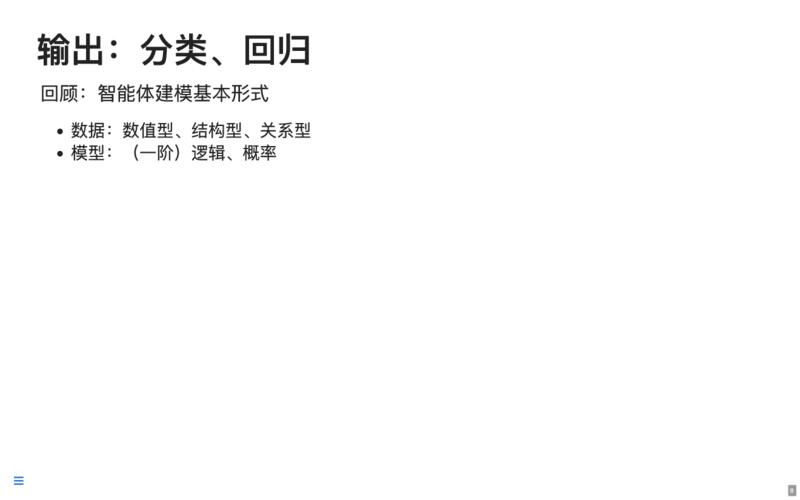 输出：分类、回归
回顾：智能体建模基本形式
• 数据：数值型、结构型、关系型
• 模型：（一阶）逻辑、概率